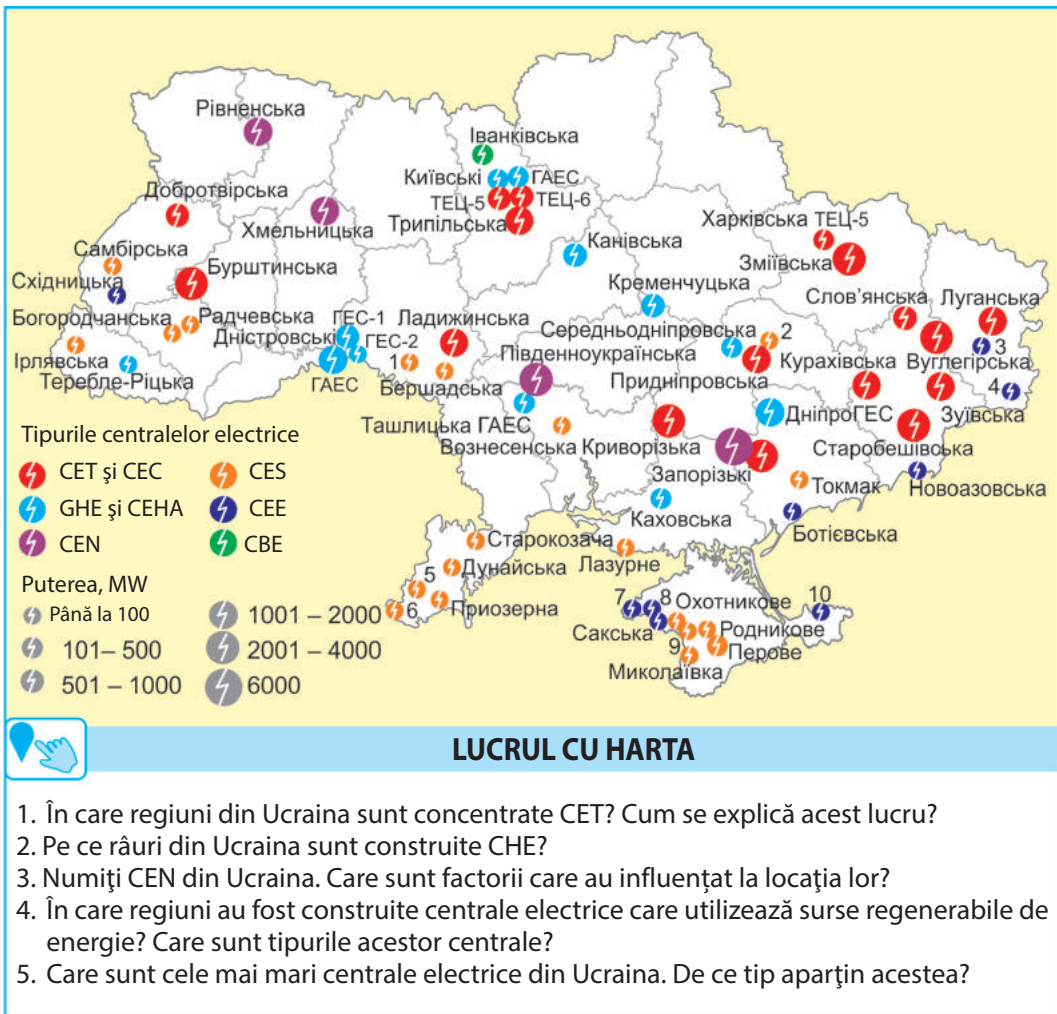 Рівненська
Іванківська
Київські
ГАЕС
Добротвірська
ТЕЦ-5
ТЕЦ-6
Хмельницька
Трипільська
Харківська ТЕЦ-5
Самбірська
Канівська
Зміївська
Східницька
Бурштинська
Кременчуцька
Слов’янська
Луганська
Богородчанська
Радчевська
Дністровські
ГЕС-1
ГЕС-2
Ладижинська
Середньодніпровська
2
3
Ірлявська
1
Південноукраїнська
Курахівська
Вуглегірська
Теребле-Ріцька
ГАЕС
Бершадська
Придніпровська
4
Ташлицька ГАЕС
ДніпроГЕС
Зуївська
Вознесенська
Криворізька
Старобешівська
Запорізькі
Токмак
Новоазовська
Каховська
Ботієвська
Старокозача
Лазурне
Дунайська
5
Приозерна
6
7
8
Охотникове
10
Сакська
Родникове
9
Перове
Миколаївка
Tipurile centralelor electrice
CET şi CEC
CES
GHE şi CEHA
CEE
CEN
CBE
Puterea, MW
Până la 100
1001 – 2000
101– 500
2001 – 4000
501 – 1000
6000
LUCRUL CU HARTA
1. În care regiuni din Ucraina sunt concentrate CET? Cum se explică acest lucru?
2. Pe ce râuri din Ucraina sunt construite CHE?
3. Numiţi CEN din Ucraina. Care sunt factorii care au influențat la locaţia lor?
4. În care regiuni au fost construite centrale electrice care utilizează surse regenerabile de
energie? Care sunt tipurile acestor centrale?
5. Care sunt cele mai mari centrale electrice din Ucraina. De ce tip aparţin acestea?